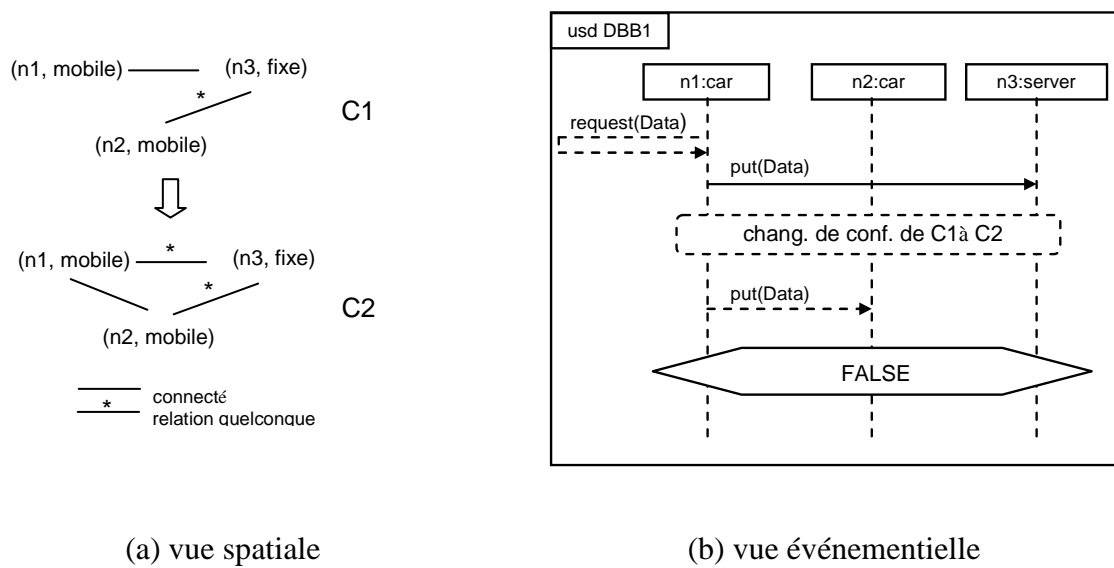 (n1, mobile) (n3, fixe)
*
C1
(n2, mobile)
*
(n1, mobile) (n3, fixe)
*
C2
(n2, mobile)
connecté
* relation quelconque
(a) vue spatiale
usd DBB1
n1:car n2:car n3:server
request(Data)
put(Data)
chang. de conf. de C1à C2
put(Data)
FALSE
(b) vue événementielle